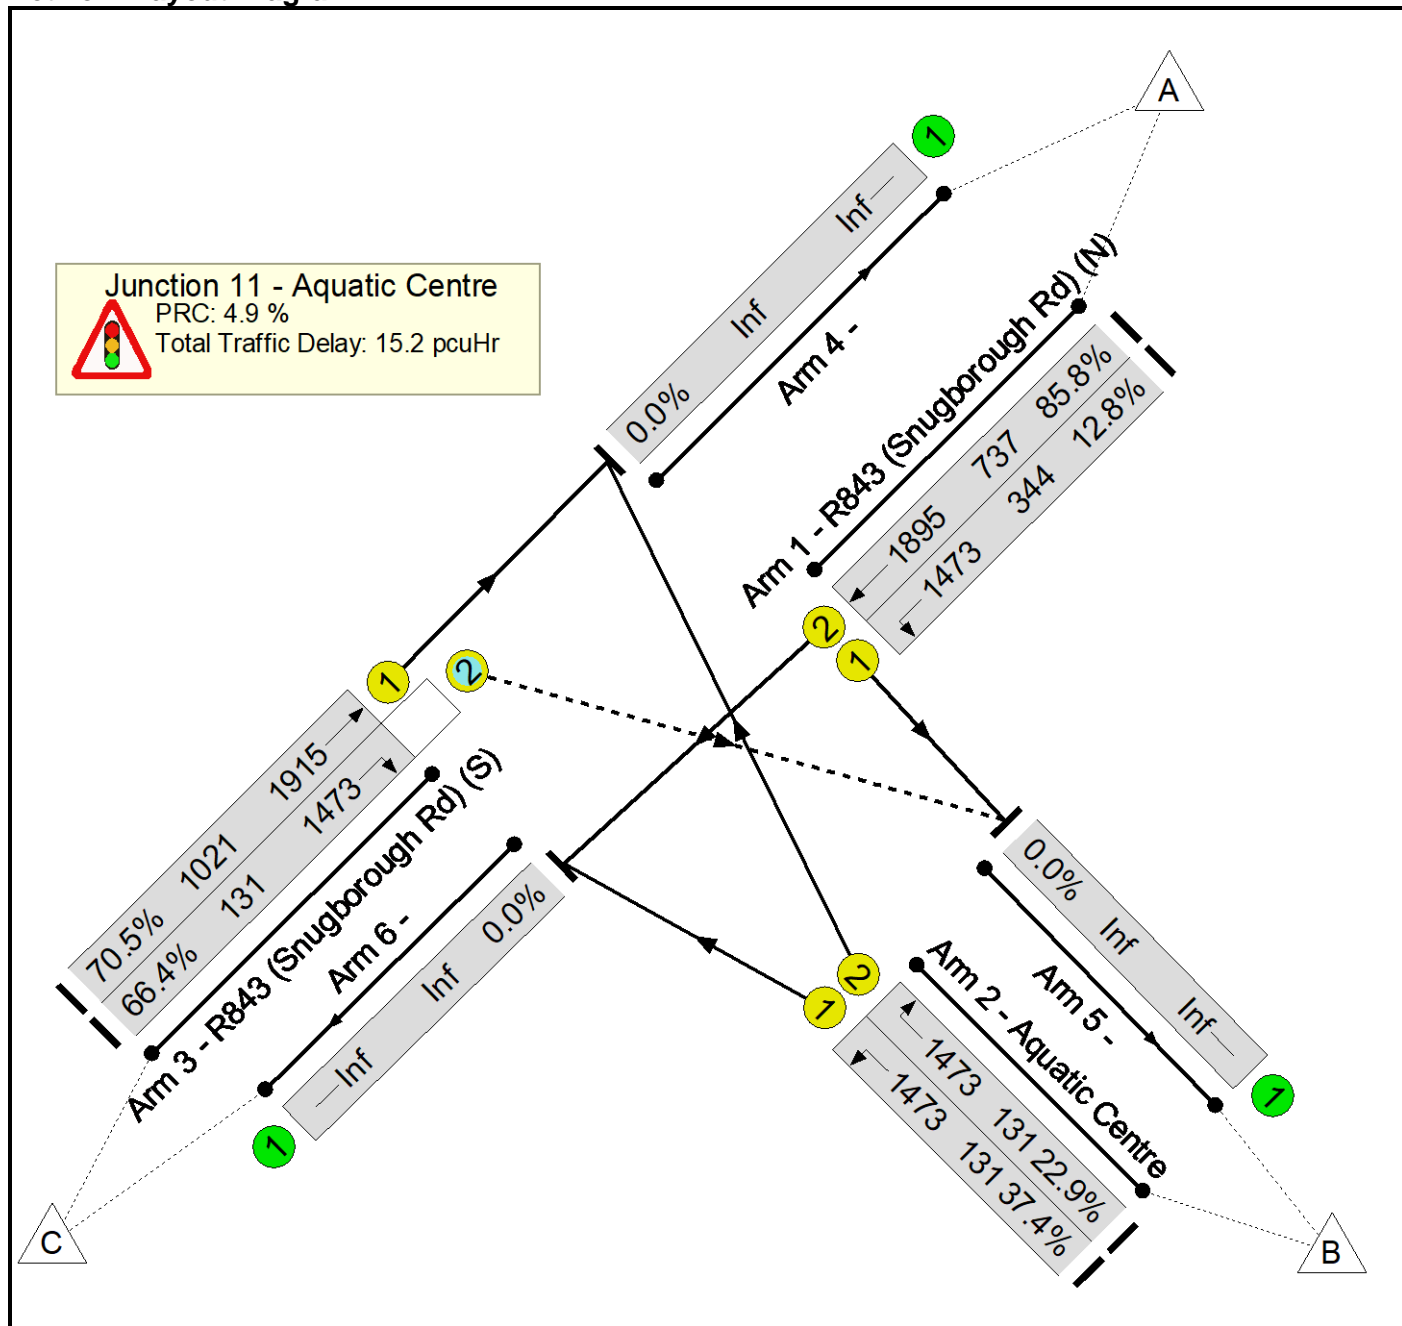 A
1
Inf
Inf
0.0%
Arm 4 -
Junction 11 - Aquatic Centre
PRC: 4.9 %
Total Traffic Delay: 15.2 pcuHr
Arm 1 - R843 (Snugborough Rd) (N)
1895 737 85.8%
1473 344 12.8%
2
1
1
2
70.5% 1021 1915
66.4% 131 1473
Arm 3 - R843 (Snugborough Rd) (S)
Arm 6 -
Inf Inf 0.0%
1
C
0.0% Inf Inf
Arm 5 -
1
Arm 2 - Aquatic Centre
2
1
1473 131 22.9%
1473 131 37.4%
B